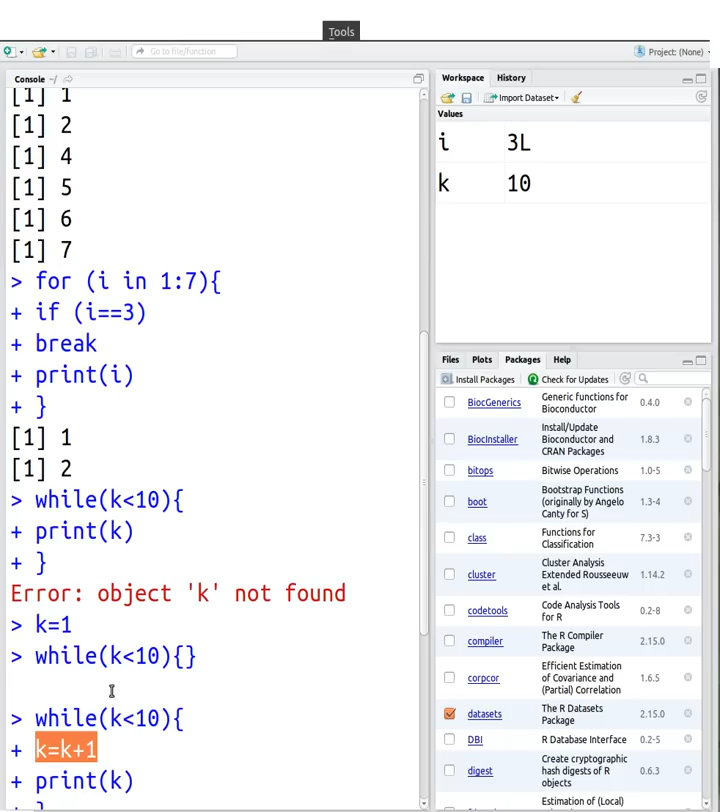 Tools
Go to file/function
Project: (None)
Console ~/
[1] 1
[1] 2
[1] 4
[1] 5
[1] 6
[1] 7
> for (i in 1:7){
+ if (i==3)
+ break
+ print(i)
+ }
[1] 1
[1] 2
> while(k<10){
+ print(k)
+ }
Error: object 'k' not found
> k=1
> while(k<10){}
> while(k<10){
+ k=k+1
+ print(k)
+ }
Workspace History
Import Dataset
Values
i 3L
k 10
Files Plots Packages Help
Install Packages Check for Updates
BiocGenerics Generic functions for Bioconductor 0.4.0
BiocInstaller Install/Update Bioconductor and CRAN Packages 1.8.3
bitops Bitwise Operations 1.0-5
boot Bootstrap Functions (originally by Angelo Canty for S) 1.3-4
class Functions for Classification 7.3-3
cluster Cluster Analysis Extended Rousseeuw et al. 1.14.2
codetools Code Analysis Tools for R 0.2-8
compiler The R Compiler Package 2.15.0
corpcor Efficient Estimation of Covariance and (Partial) Correlation 1.6.5
datasets The R Datasets Package 2.15.0
DBI R Database Interface 0.2-5
digest Create cryptographic hash digests of R objects 0.6.3
Estimation of (Local)